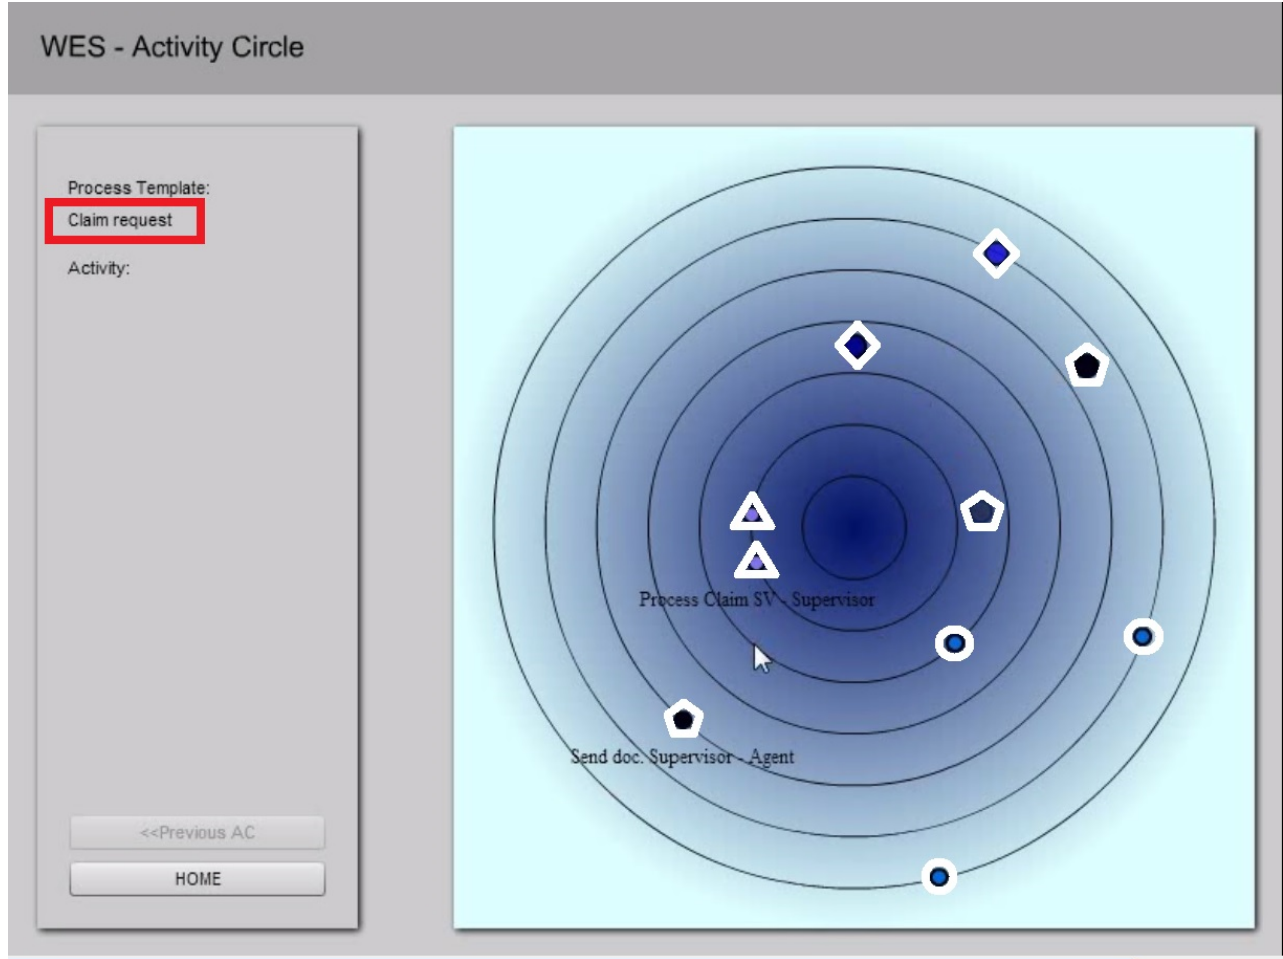 WES - Activity Circle
Process Template:
Claim request
Activity:
Process Claim SV - Supervisor
Send doc. Supervisor - Agent
<<Previous AC
HOME